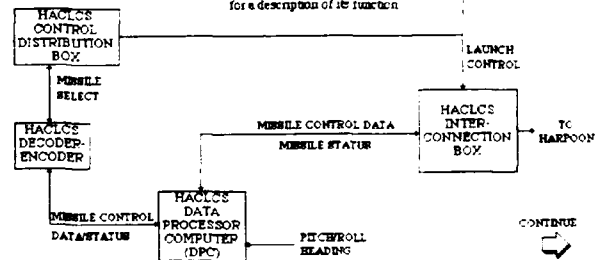 for a description of its function
HACLCS
CONTROL
DISTRIBUTION
BOX
LAUNCH
CONTROL
MISSILE
SELECT
HACLCS
INTER-
CONNECTION
BOX
TO
HARPOON
MISSILE CONTROL DATA
MISSILE STATUS
HACLCS
DECODER-
ENCODER
HACLCS
DATA
PROCESSOR
COMPUTER
(DPC)
MISSILE CONTROL
DATA/STATUS
PITCH/ROLL
HEADING
CONTINUE